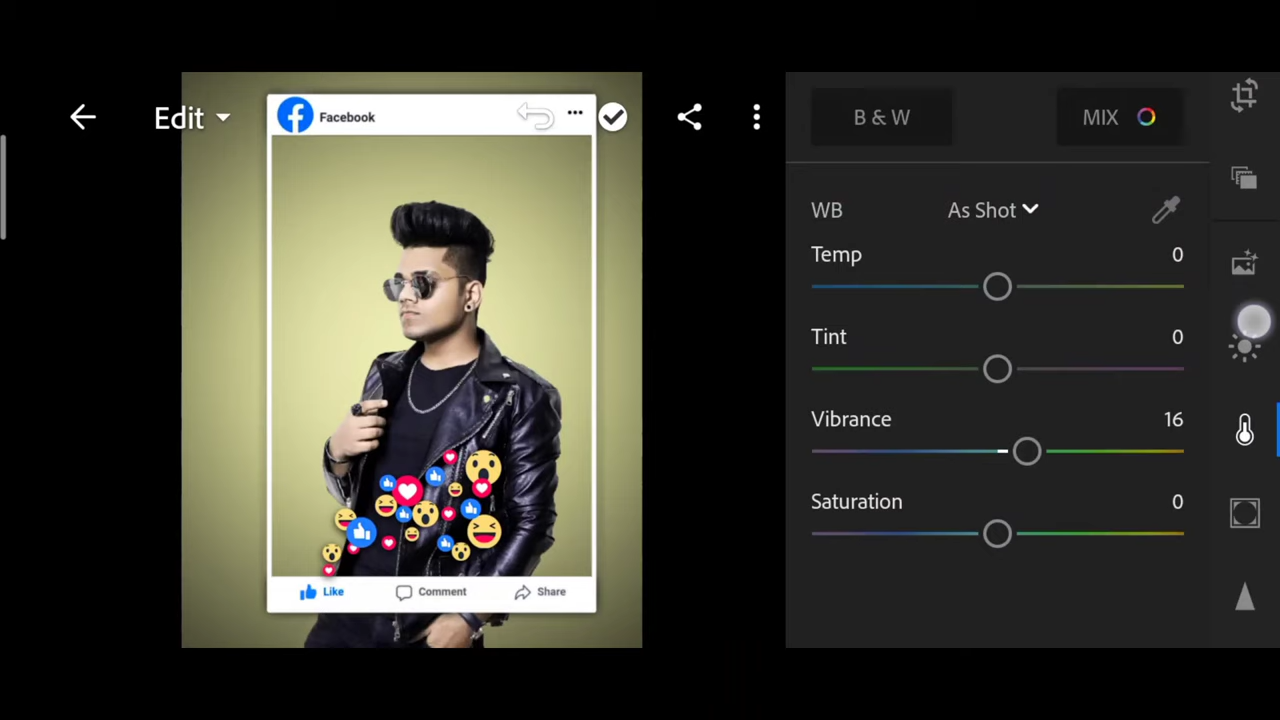 Edit
Facebook
B & W
MIX
WB
As Shot
Temp
0
Tint
0
Vibrance
16
Saturation
0
Like
Comment
Share